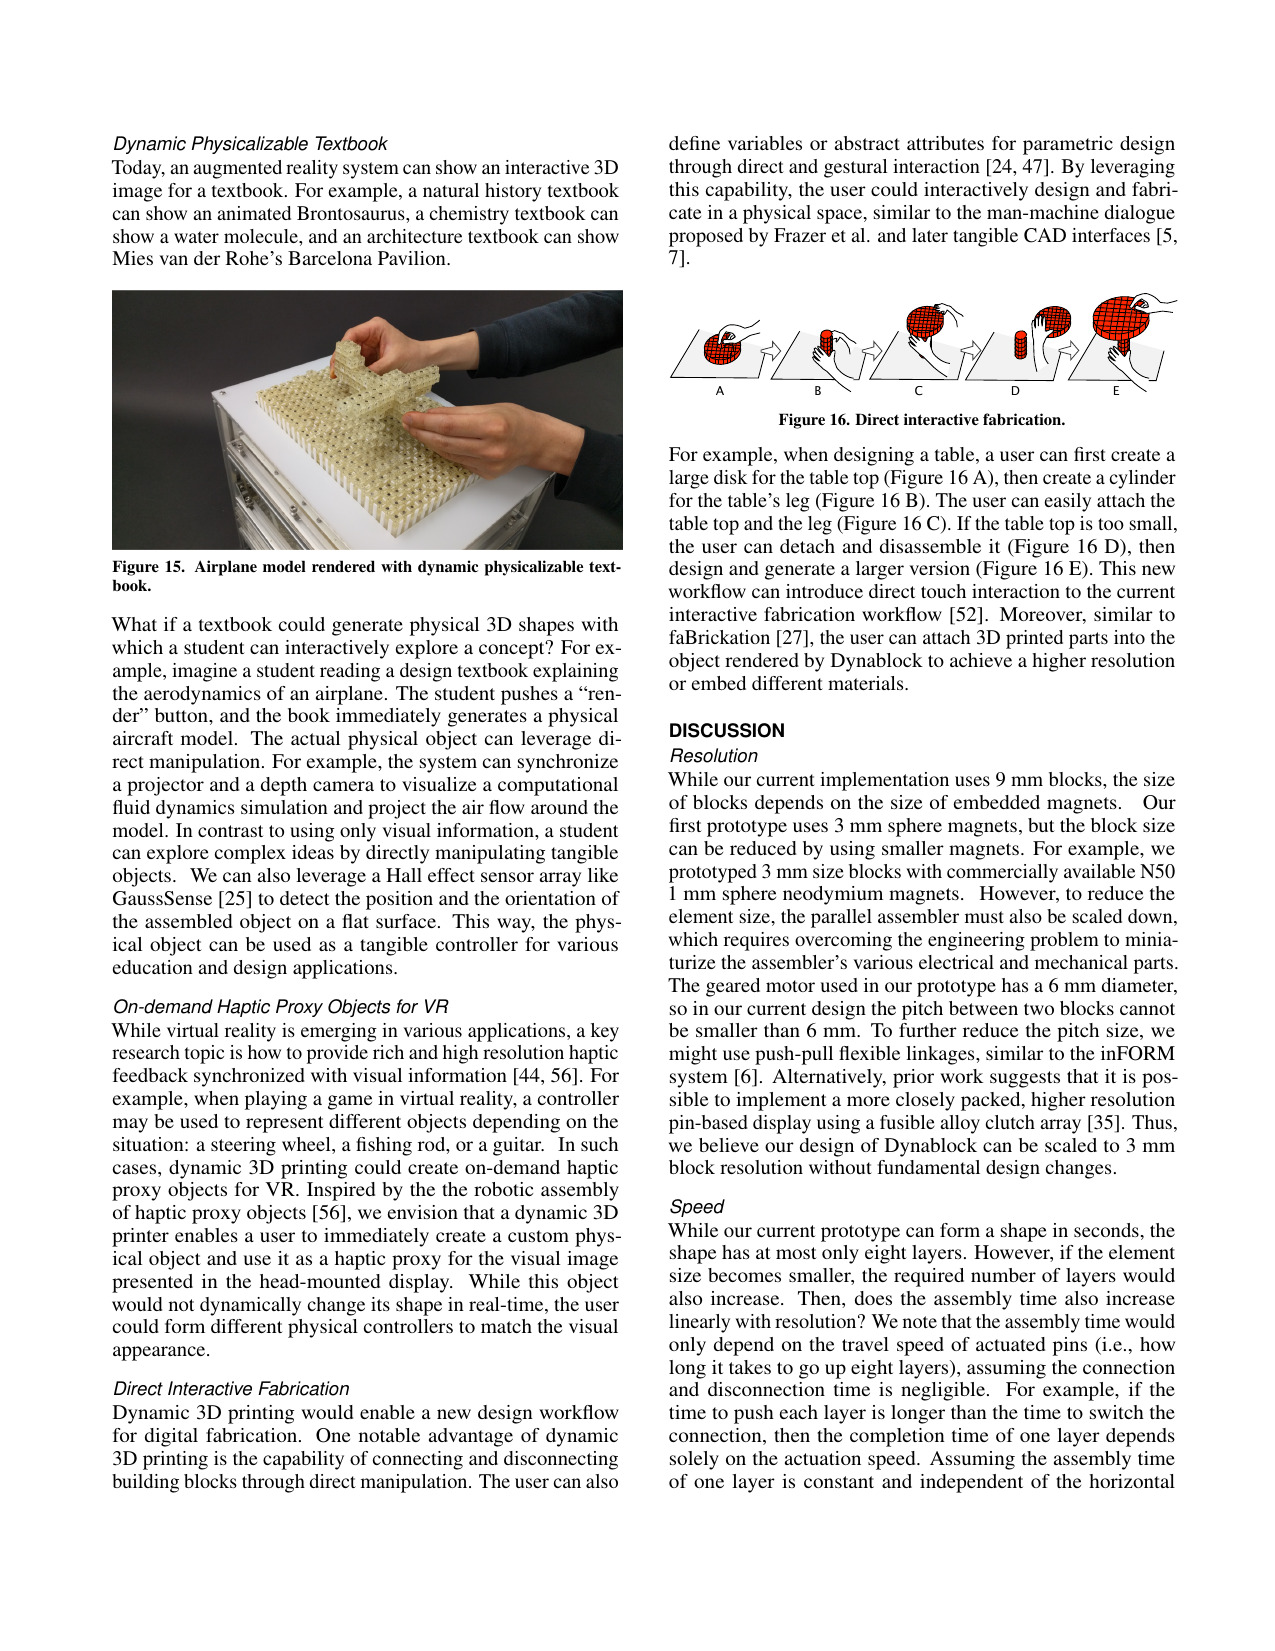 Dynamic Physicalizable Textbook
Today, an augmented reality system can show an interactive 3D
image for a textbook. For example, a natural history textbook
can show an animated Brontosaurus, a chemistry textbook can
show a water molecule, and an architecture textbook can show
Mies van der Rohe's Barcelona Pavilion.
Figure 15. Airplane model rendered with dynamic physicalizable text-
book.
What if a textbook could generate physical 3D shapes with
which a student can interactively explore a concept? For ex-
ample, imagine a student reading a design textbook explaining
the aerodynamics of an airplane. The student pushes a “ren-
der” button, and the book immediately generates a physical
aircraft model. The actual physical object can leverage di-
rect manipulation. For example, the system can synchronize
a projector and a depth camera to visualize a computational
fluid dynamics simulation and project the air flow around the
model. In contrast to using only visual information, a student
can explore complex ideas by directly manipulating tangible
objects. We can also leverage a Hall effect sensor array like
GaussSense [25] to detect the position and the orientation of
the assembled object on a flat surface. This way, the phys-
ical object can be used as a tangible controller for various
education and design applications.
On-demand Haptic Proxy Objects for VR
While virtual reality is emerging in various applications, a key
research topic is how to provide rich and high resolution haptic
feedback synchronized with visual information [44, 56]. For
example, when playing a game in virtual reality, a controller
may be used to represent different objects depending on the
situation: a steering wheel, a fishing rod, or a guitar. In such
cases, dynamic 3D printing could create on-demand haptic
proxy objects for VR. Inspired by the the robotic assembly
of haptic proxy objects [56], we envision that a dynamic 3D
printer enables a user to immediately create a custom phys-
ical object and use it as a haptic proxy for the visual image
presented in the head-mounted display. While this object
would not dynamically change its shape in real-time, the user
could form different physical controllers to match the visual
appearance.
Direct Interactive Fabrication
Dynamic 3D printing would enable a new design workflow
for digital fabrication. One notable advantage of dynamic
3D printing is the capability of connecting and disconnecting
building blocks through direct manipulation. The user can also
define variables or abstract attributes for parametric design
through direct and gestural interaction [24, 47]. By leveraging
this capability, the user could interactively design and fabri-
cate in a physical space, similar to the man-machine dialogue
proposed by Frazer et al. and later tangible CAD interfaces [5,
7].
A B C D E
Figure 16. Direct interactive fabrication.
For example, when designing a table, a user can first create a
large disk for the table top (Figure 16 A), then create a cylinder
for the table's leg (Figure 16 B). The user can easily attach the
table top and the leg (Figure 16 C). If the table top is too small,
the user can detach and disassemble it (Figure 16 D), then
design and generate a larger version (Figure 16 E). This new
workflow can introduce direct touch interaction to the current
interactive fabrication workflow [52]. Moreover, similar to
faBrickation [27], the user can attach 3D printed parts into the
object rendered by Dynablock to achieve a higher resolution
or embed different materials.
DISCUSSION
Resolution
While our current implementation uses 9 mm blocks, the size
of blocks depends on the size of embedded magnets. Our
first prototype uses 3 mm sphere magnets, but the block size
can be reduced by using smaller magnets. For example, we
prototyped 3 mm size blocks with commercially available N50
1 mm sphere neodymium magnets. However, to reduce the
element size, the parallel assembler must also be scaled down,
which requires overcoming the engineering problem to minia-
turize the assembler's various electrical and mechanical parts.
The geared motor used in our prototype has a 6 mm diameter,
so in our current design the pitch between two blocks cannot
be smaller than 6 mm. To further reduce the pitch size, we
might use push-pull flexible linkages, similar to the inFORM
system [6]. Alternatively, prior work suggests that it is pos-
sible to implement a more closely packed, higher resolution
pin-based display using a fusible alloy clutch array [35]. Thus,
we believe our design of Dynablock can be scaled to 3 mm
block resolution without fundamental design changes.
Speed
While our current prototype can form a shape in seconds, the
shape has at most only eight layers. However, if the element
size becomes smaller, the required number of layers would
also increase. Then, does the assembly time also increase
linearly with resolution? We note that the assembly time would
only depend on the travel speed of actuated pins (i.e., how
long it takes to go up eight layers), assuming the connection
and disconnection time is negligible. For example, if the
time to push each layer is longer than the time to switch the
connection, then the completion time of one layer depends
solely on the actuation speed. Assuming the assembly time
of one layer is constant and independent of the horizontal